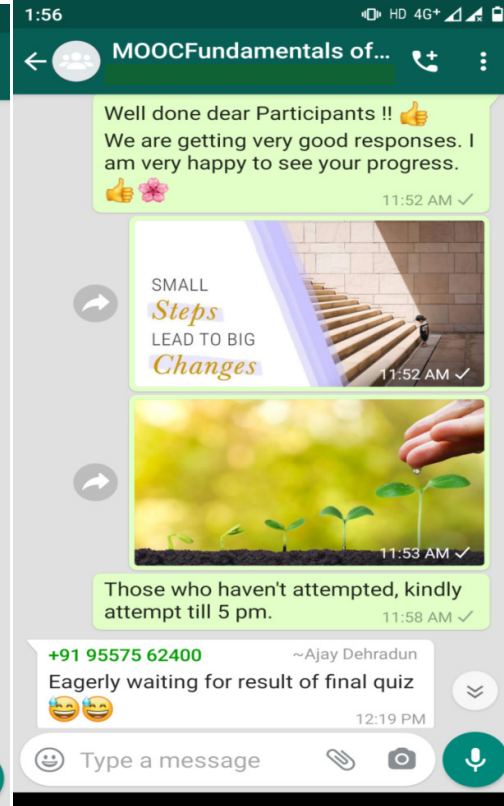 1:56
HD 4G+
MOOCFundamentals of...
Well done dear Participants !! 👍
We are getting very good responses. I
am very happy to see your progress.
👍🌸
11:52 AM
SMALL
Steps
LEAD TO BIG
Changes
11:52 AM
11:53 AM
Those who haven't attempted, kindly
attempt till 5 pm.
11:58 AM
+91 95575 62400 ~Ajay Dehradun
Eagerly waiting for result of final quiz
😅😅
12:19 PM
Type a message